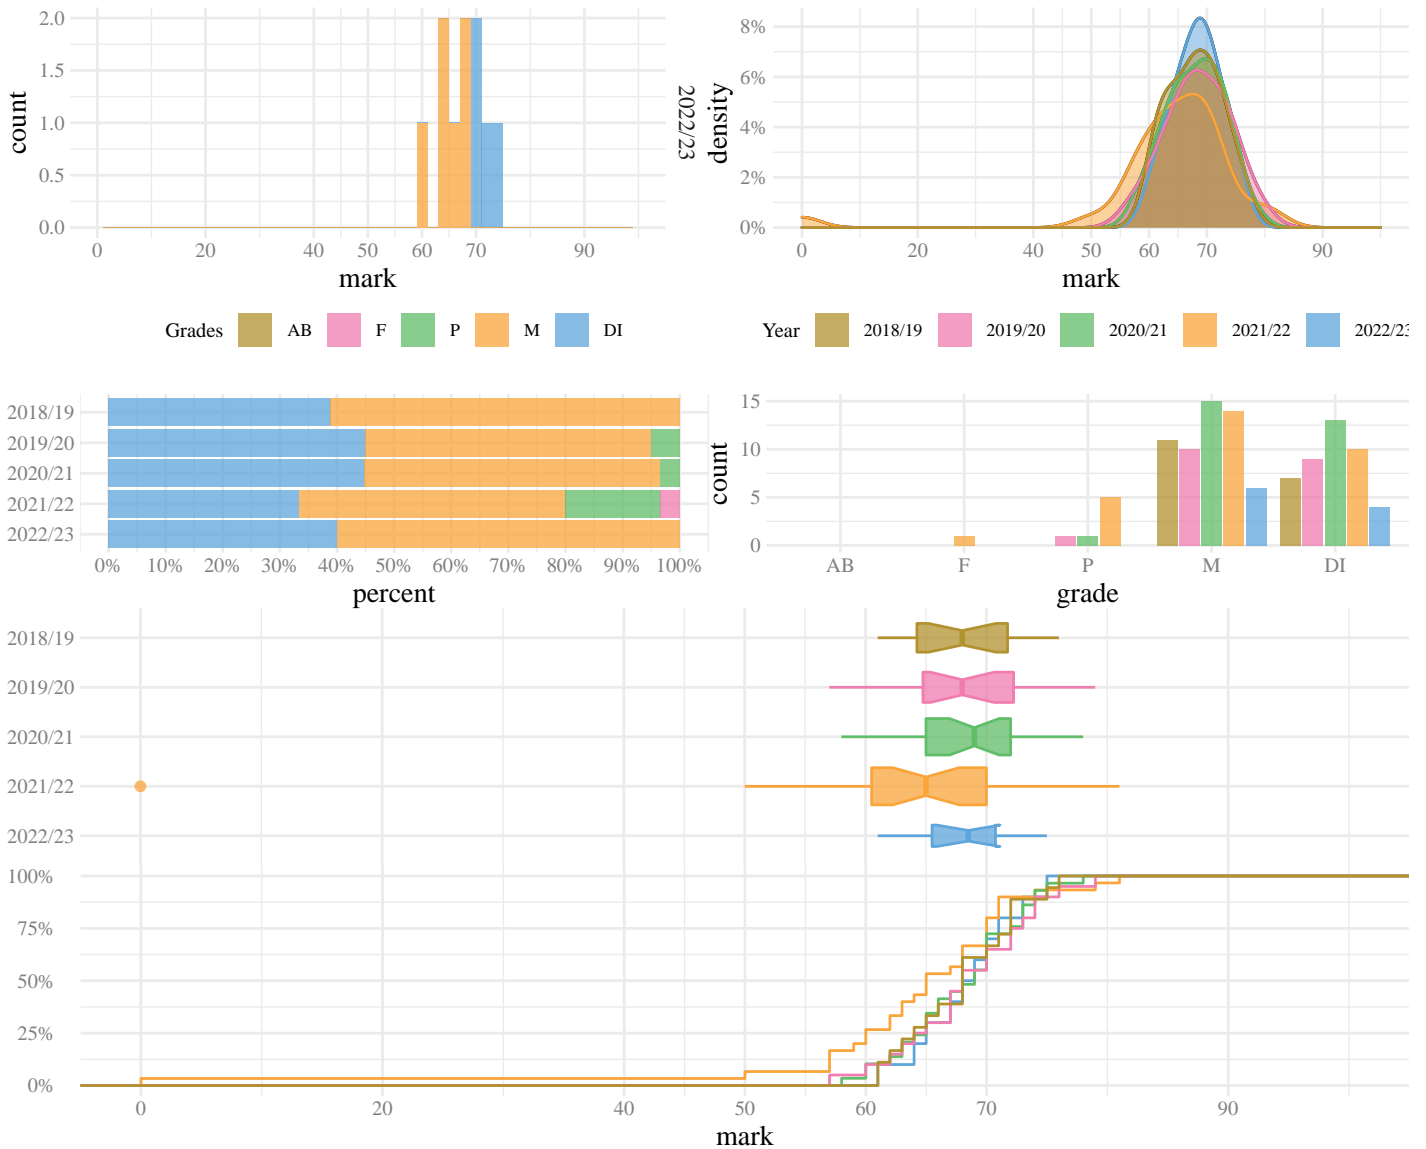 2.0
1.5
1.0
0.5
0.0
count
0 20 40 50 60 70 90
mark
2022/23
8%
6%
4%
2%
0%
density
0 50 60 70 90
mark
Grades AB F P M DI
Year 2018/19 2019/20 2020/21 2021/22 2022/23
2018/19
2019/20
2020/21
2021/22
2022/23
0% 10% 20% 30% 40% 50% 60% 70% 80% 90% 100%
percent
15
10
5
0
count
AB F P M DI
grade
2018/19
2019/20
2020/21
2021/22
2022/23
100%
75%
50%
25%
0%
0 20 40 50 60 70 90
mark